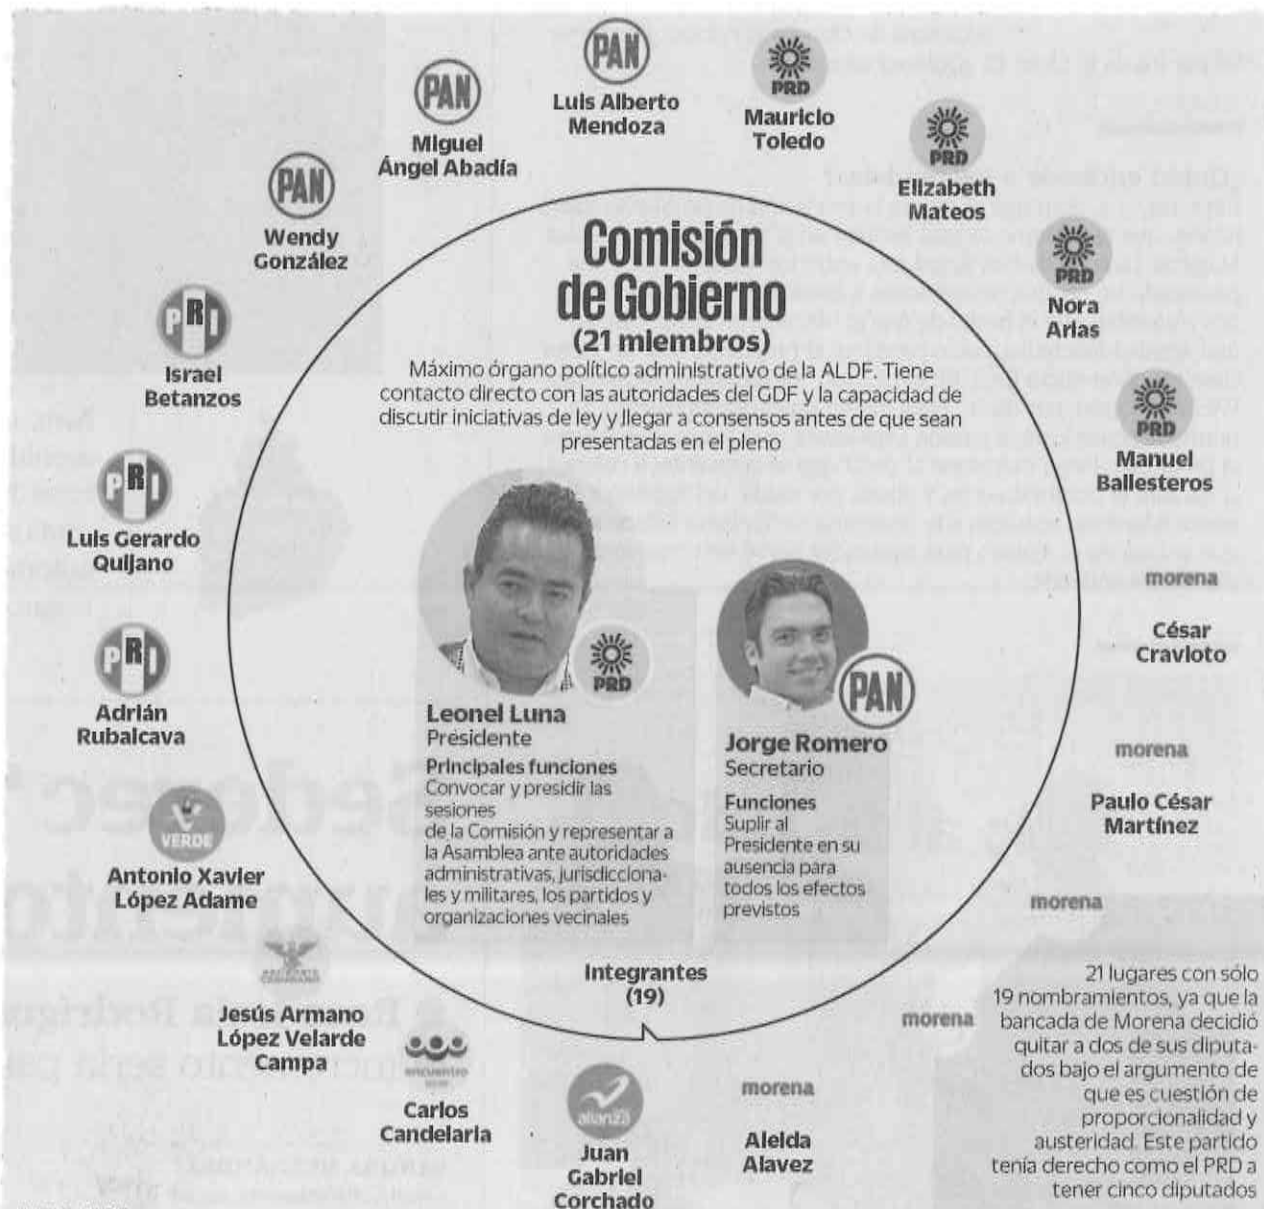 Comisión
de Gobierno
(21 miembros)
Máximo órgano político administrativo de la ALDF. Tiene
contacto directo con las autoridades del GDF y la capacidad de
discutir iniciativas de ley y llegar a consensos antes de que sean
presentadas en el pleno
PRD
Leonel Luna
Presidente
Principales funciones
Convocar y presidir las
sesiones
de la Comisión y representar a
la Asamblea ante autoridades
administrativas, jurisdicciona-
les y militares, los partidos y
organizaciones vecinales
PAN
Jorge Romero
Secretario
Funciones
Suplir al
Presidente en su
ausencia para
todos los efectos
previstos
Integrantes
(19)
PAN
Luis Alberto
Mendoza
PRD
Mauricio
Toledo
PRD
Elizabeth
Mateos
PRD
Nora
Arias
PRD
Manuel
Ballesteros
morena
César
Cravioto
morena
Paulo César
Martínez
morena
morena
morena
Aleida
Alavez
alianza
Juan
Gabriel
Corchado
encuentro
Carlos
Candelaria
Jesús Armano
López Velarde
Campa
VERDE
Antonio Xavier
López Adame
PRI
Adrián
Rubalcava
PRI
Luis Gerardo
Quijano
PRI
Israel
Betanzos
PAN
Wendy
González
PAN
Miguel
Ángel Abadía
21 lugares con sólo
19 nombramientos, ya que la
bancada de Morena decidió
quitar a dos de sus diputa-
dos bajo el argumento de
que es cuestión de
proporcionalidad y
austeridad. Este partido
tenía derecho como el PRD a
tener cinco diputados